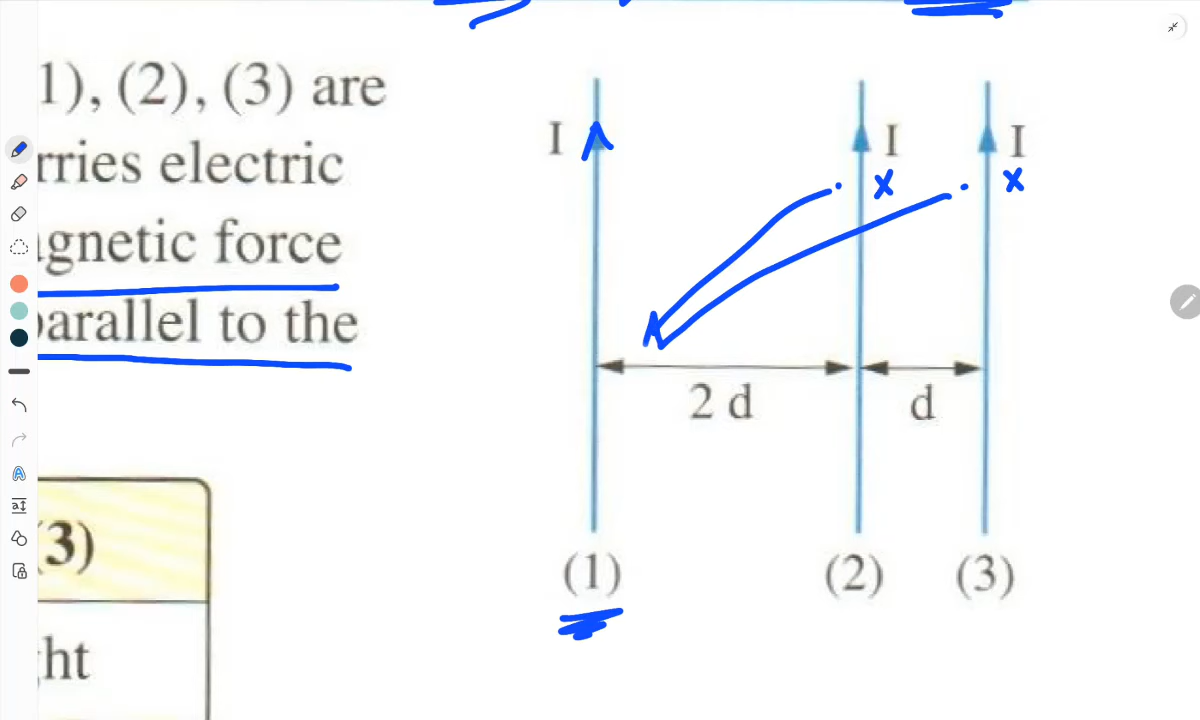 1), (2), (3) are
rries electric
gnetic force
parallel to the
(3)
ht
I
I
I
x
x
2 d
d
(1)
(2)
(3)